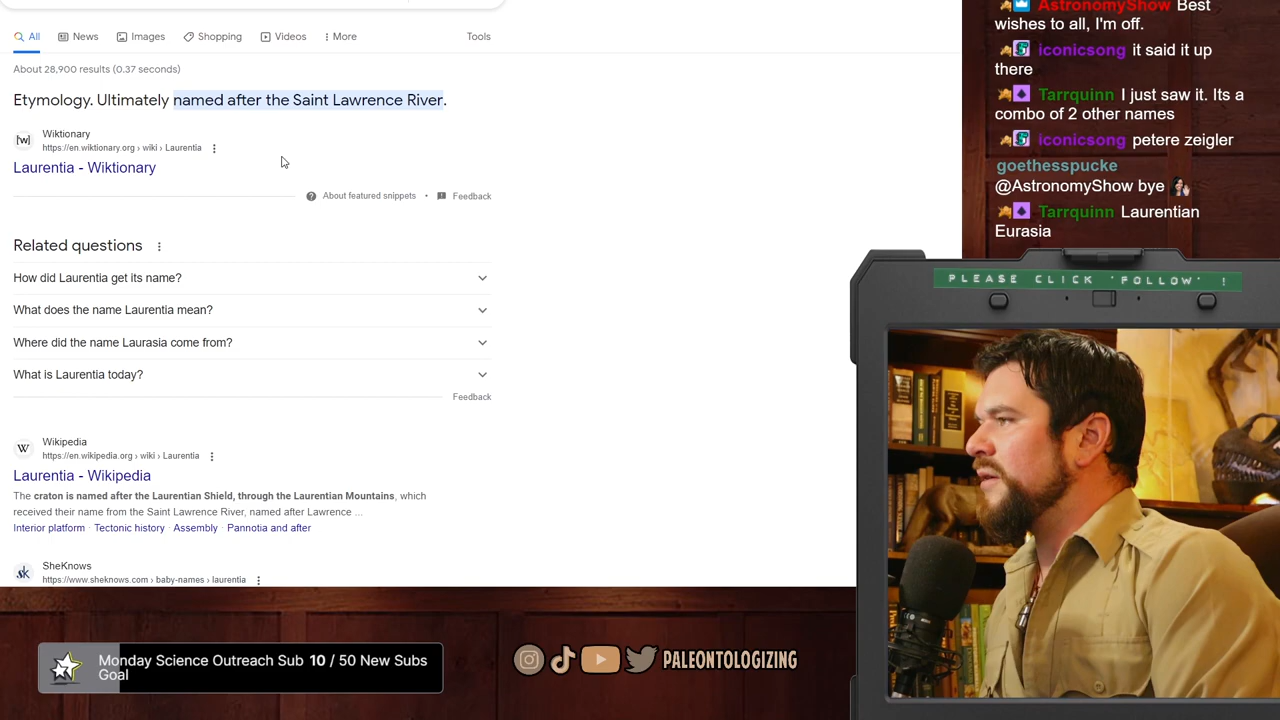 All
News
Images
Shopping
Videos
More
Tools
About 28,900 results (0.37 seconds)
Etymology. Ultimately named after the Saint Lawrence River.
Wiktionary
https://en.wiktionary.org › wiki › Laurentia
Laurentia - Wiktionary
About featured snippets
•
Feedback
Related questions
How did Laurentia get its name?
What does the name Laurentia mean?
Where did the name Laurasia come from?
What is Laurentia today?
Feedback
Wikipedia
https://en.wikipedia.org › wiki › Laurentia
Laurentia - Wikipedia
The craton is named after the Laurentian Shield, through the Laurentian Mountains, which
received their name from the Saint Lawrence River, named after Lawrence ...
Interior platform · Tectonic history · Assembly · Pannotia and after
SheKnows
https://www.sheknows.com › baby-names › laurentia
AstronomyShow Best
wishes to all, I'm off.
iconicsong it said it up
there
Tarrquinn I just saw it. Its a
combo of 2 other names
iconicsong petere zeigler
goethesspucke
@AstronomyShow bye
Tarrquinn Laurentian
Eurasia
PLEASE CLICK 'FOLLOW' !
Monday Science Outreach Sub 10 / 50 New Subs
Goal
PALEONTOLOGIZING